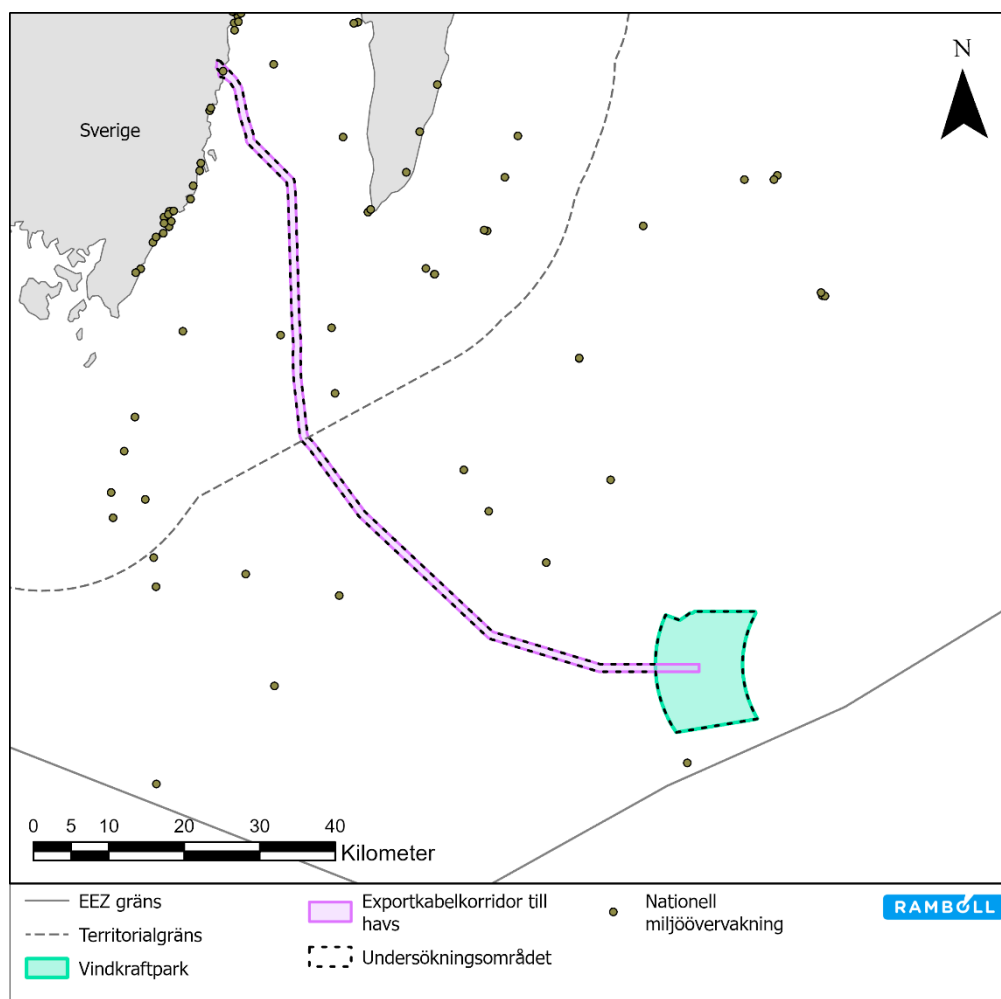 N
Sverige
0 5 10 20 30 40
Kilometer
EEZ gräns
Territorialgräns
Vindkraftpark
Exportkabelkorridor till
havs
Undersökningsområdet
Nationell
miljöövervakning
RAMBOLL